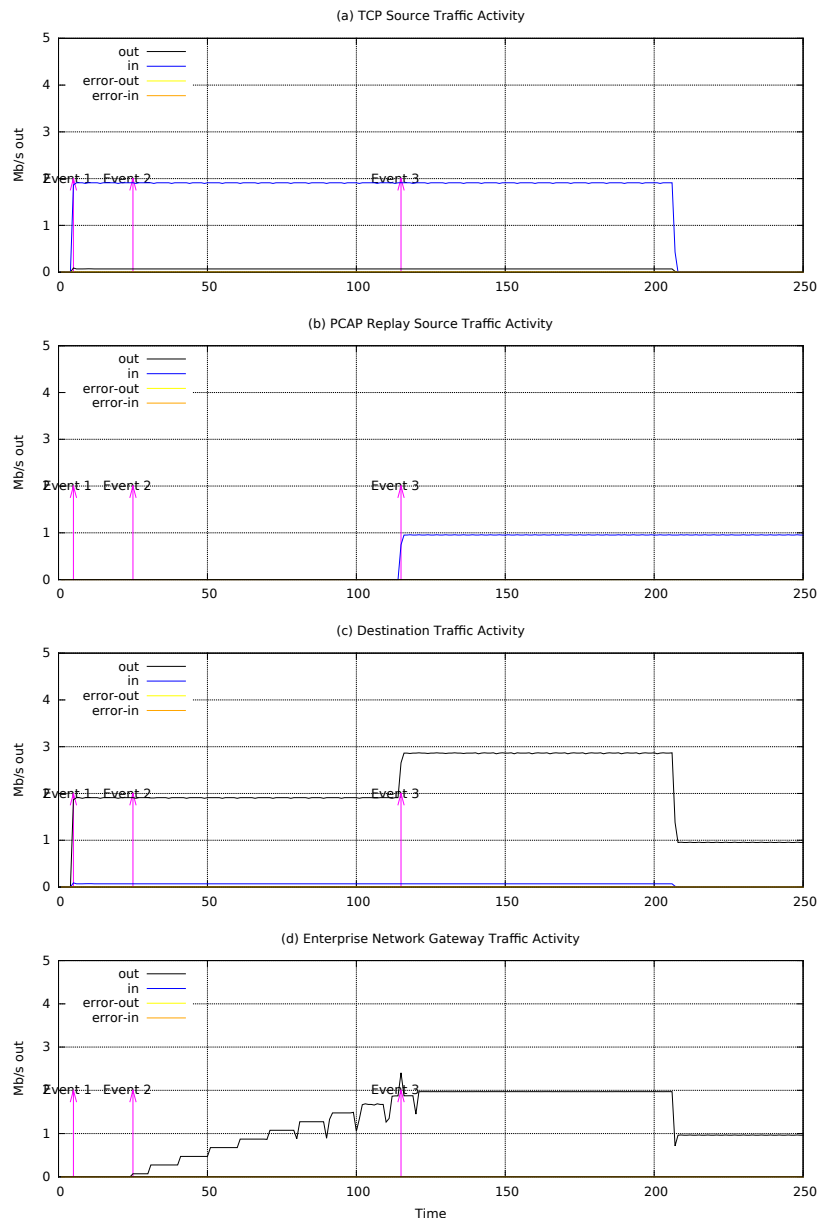 (a) TCP Source Traffic Activity
5
4
3
2
1
0
Mb/s out
out
in
error-out
error-in
Event 1 Event 2 Event 3
0 50 100 150 200 250
(b) PCAP Replay Source Traffic Activity
5
4
3
2
1
0
Mb/s out
out
in
error-out
error-in
Event 1 Event 2 Event 3
0 50 100 150 200 250
(c) Destination Traffic Activity
5
4
3
2
1
0
Mb/s out
out
in
error-out
error-in
Event 1 Event 2 Event 3
0 50 100 150 200 250
(d) Enterprise Network Gateway Traffic Activity
5
4
3
2
1
0
Mb/s out
out
in
error-out
error-in
Event 1 Event 2 Event 3
0 50 100 150 200 250
Time